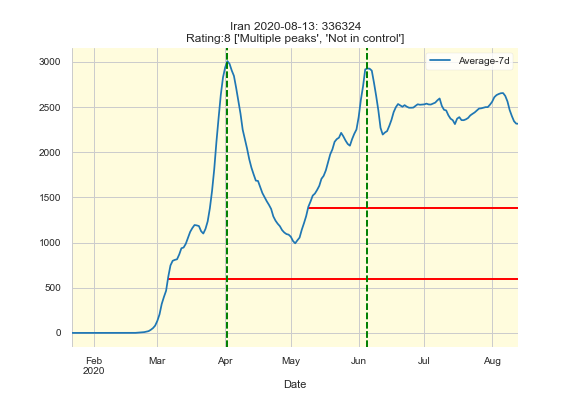 Iran 2020-08-13: 336324
Rating:8 ['Multiple peaks', 'Not in control']
Average-7d
3000
2500
2000
1500
1000
500
0
Feb Mar Apr May Jun Jul Aug
2020
Date